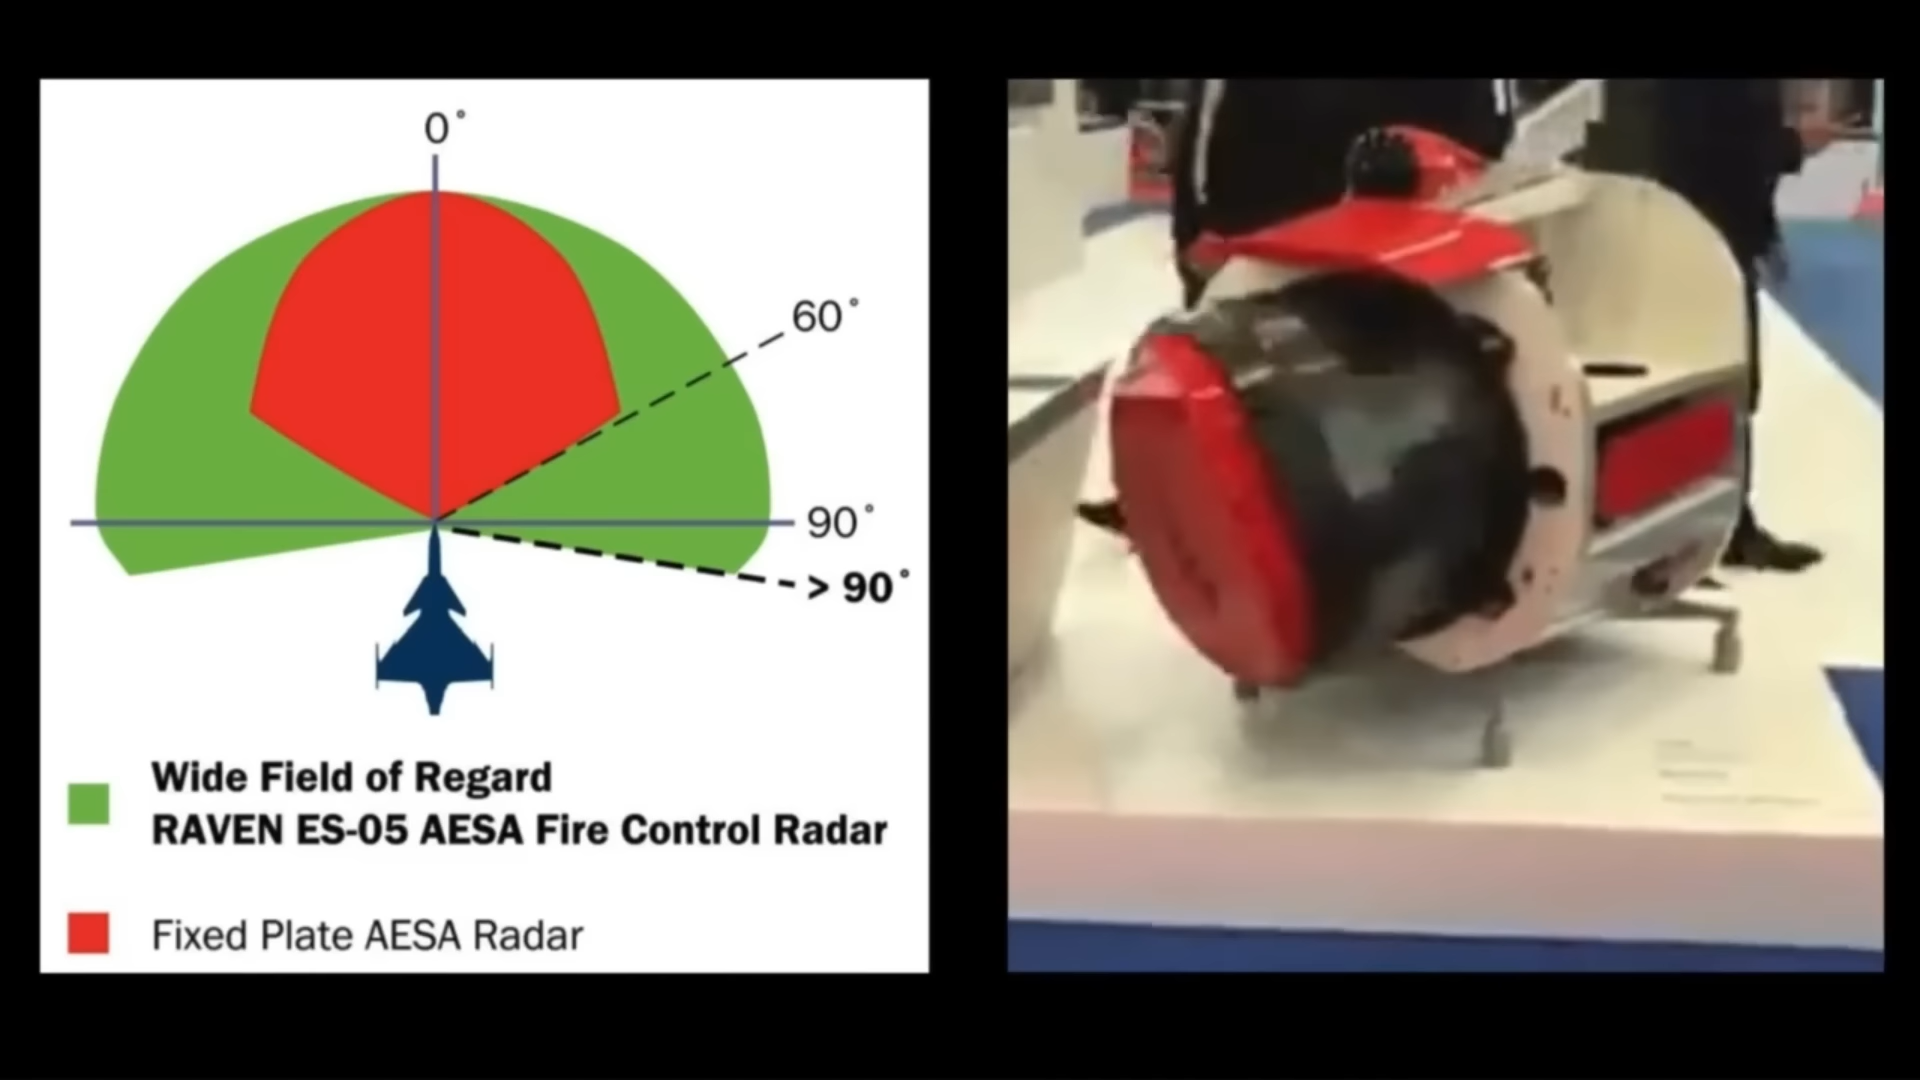 0°
60°
90°
> 90°
Wide Field of Regard
RAVEN ES-05 AESA Fire Control Radar
Fixed Plate AESA Radar